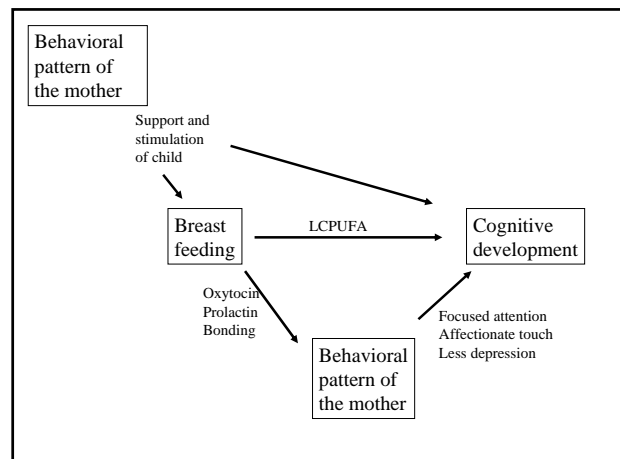 Behavioral
pattern of
the mother
Support and
stimulation
of child
Breast
feeding
LCPUFA
Cognitive
development
Oxytocin
Prolactin
Bonding
Focused attention
Affectionate touch
Less depression
Behavioral
pattern of
the mother